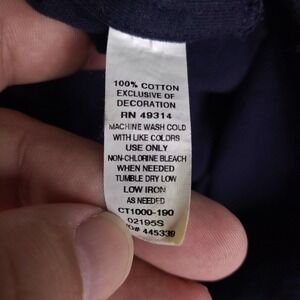 100% COTTON
EXCLUSIVE OF
DECORATION
RN 49314
MACHINE WASH COLD
WITH LIKE COLORS
USE ONLY
NON-CHLORINE BLEACH
WHEN NEEDED
TUMBLE DRY LOW
LOW IRON
AS NEEDED
CT1000-190
02195S
445339